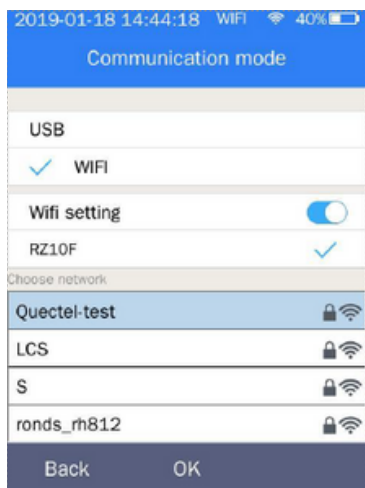 2019-01-18 14:44:18 WIFI 40%
Communication mode
USB
WIFI
Wifi setting
RZ10F
Choose network
Quectel-test
LCS
S
ronds_rh812
Back OK